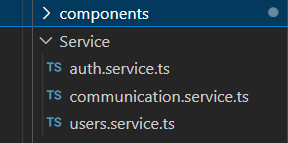 components
Service
TS auth.service.ts
TS communication.service.ts
TS users.service.ts